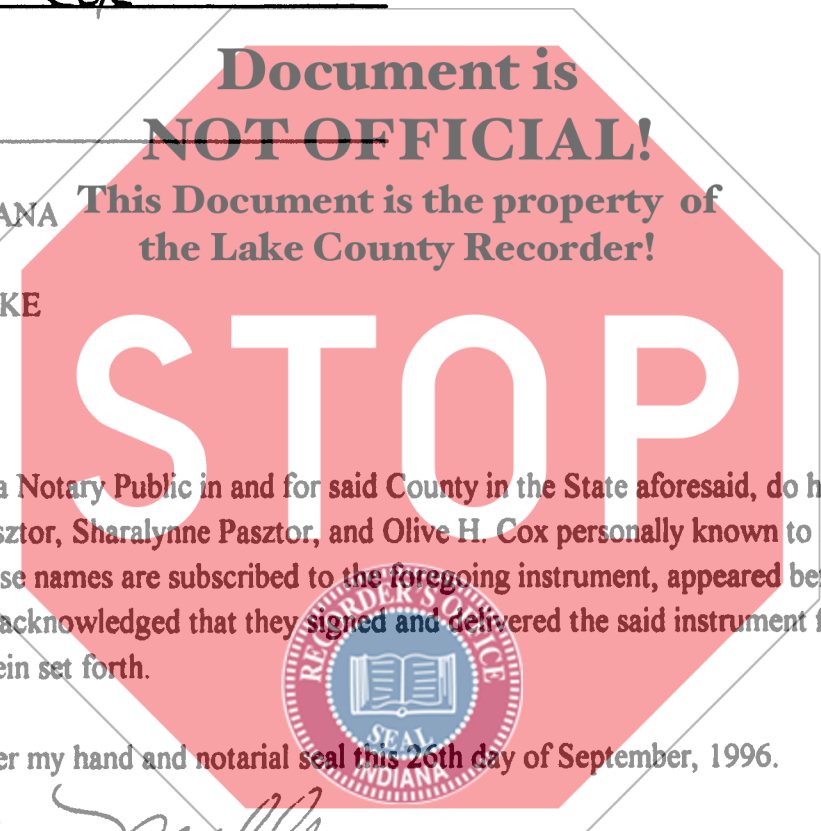 Document is
NOT OFFICIAL!
This Document is the property of
ANA
the Lake County Recorder!
KE
STOP
a Notary Public in and for said County in the State aforesaid, do h
sztor, Sharalynne Pasztor, and Olive H. Cox personally known to
se names are subscribed to the foregoing instrument, appeared be
acknowledged that they signed and delivered the said instrument f
ein set forth.
RECORDER'S OFFICE
SEAL
INDIANA
er my hand and notarial seal this 26th day of September, 1996.